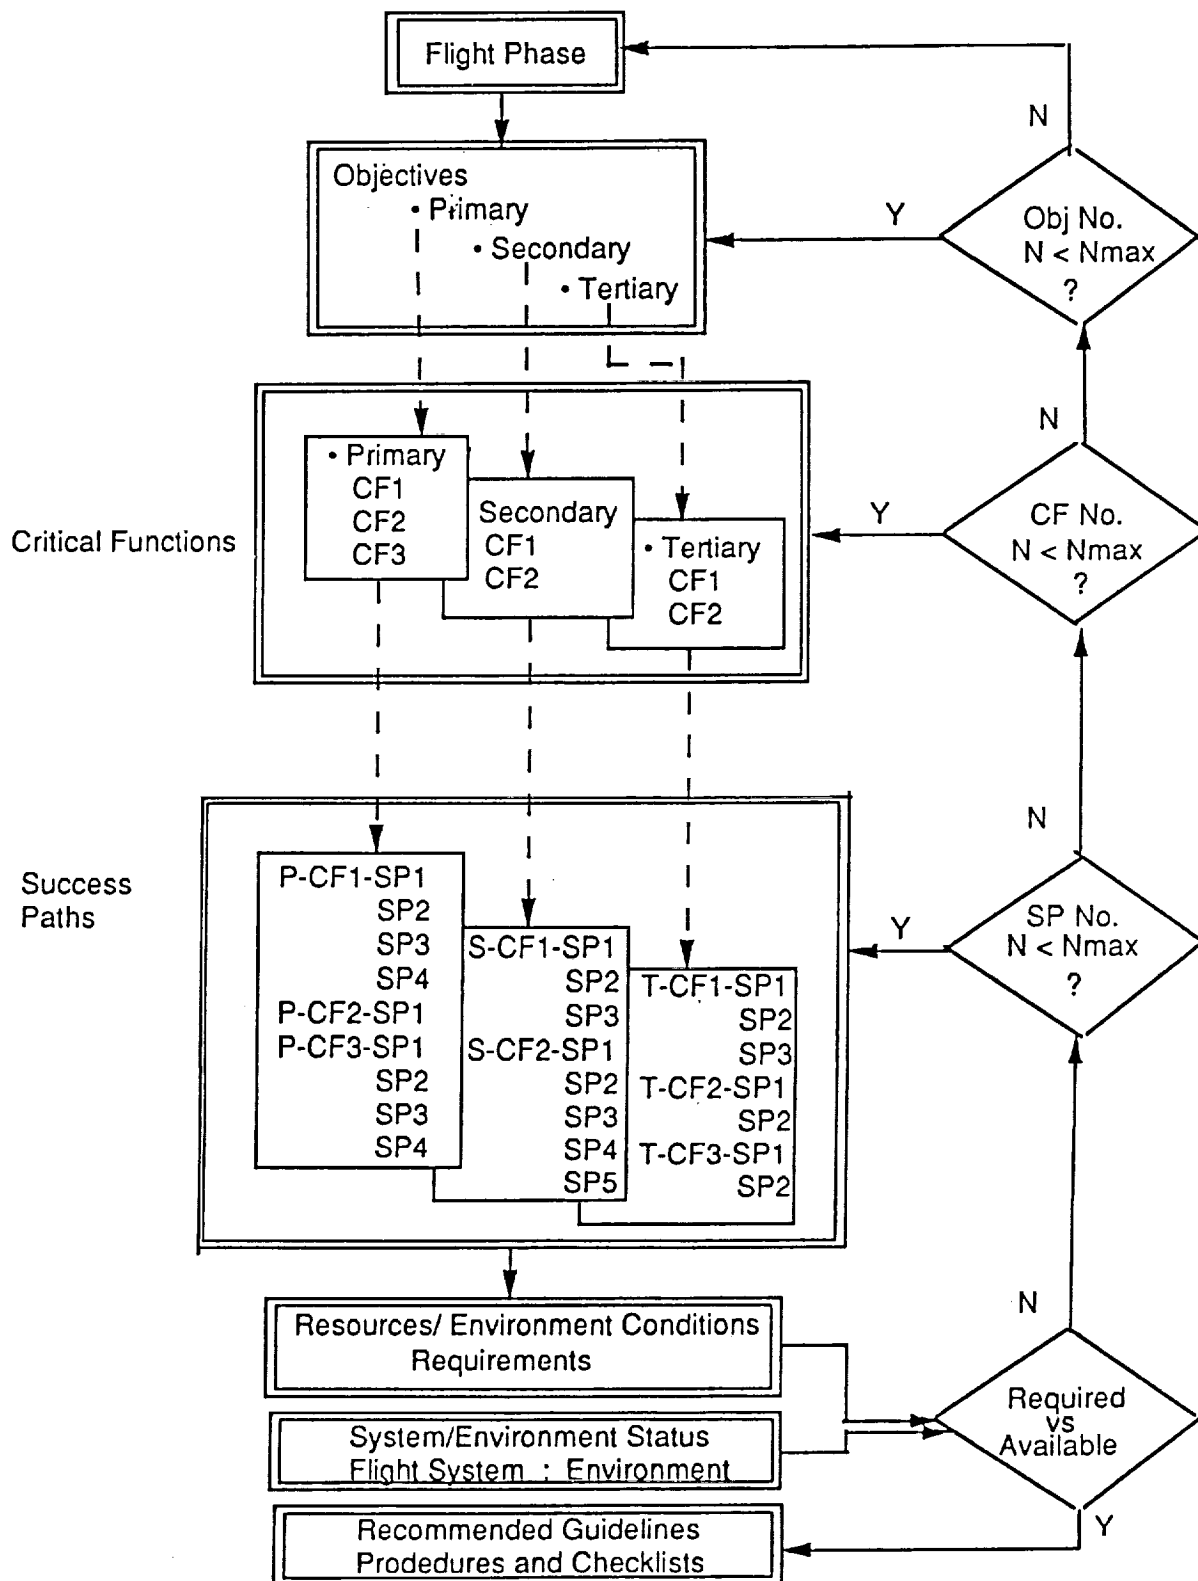 Flight Phase
N
Objectives
• Primary
• Secondary
• Tertiary
Y
Obj No.
N < Nmax
?
N
Critical Functions
• Primary
CF1
CF2
CF3
Secondary
CF1
CF2
• Tertiary
CF1
CF2
Y
CF No.
N < Nmax
?
N
Success
Paths
P-CF1-SP1
SP2
SP3
SP4
P-CF2-SP1
P-CF3-SP1
SP2
SP3
SP4
S-CF1-SP1
SP2
SP3
S-CF2-SP1
SP2
SP3
SP4
SP5
T-CF1-SP1
SP2
SP3
T-CF2-SP1
SP2
T-CF3-SP1
SP2
Y
SP No.
N < Nmax
?
N
Resources/ Environment Conditions
Requirements
System/Environment Status
Flight System : Environment
Required
vs
Available
Y
Recommended Guidelines
Prodedures and Checklists